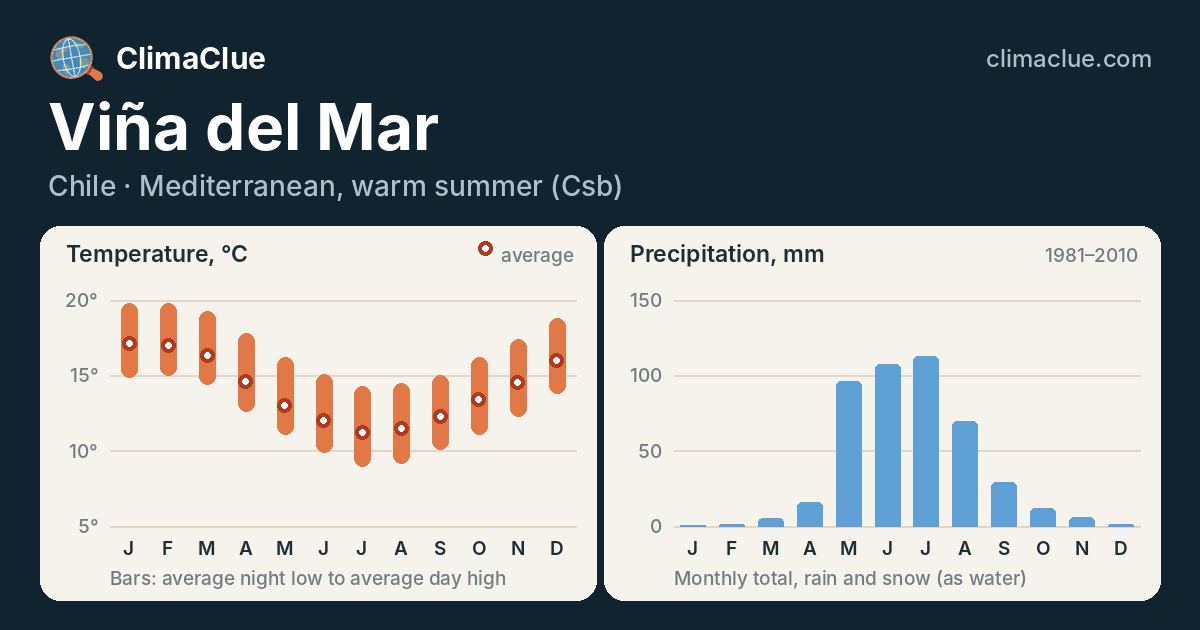 ClimaClue
climaclue.com
Viña del Mar
Chile · Mediterranean, warm summer (Csb)
Temperature, °C
average
20°
15°
10°
5°
J F M A M J J A S O N D
Bars: average night low to average day high
Precipitation, mm
1981–2010
150
100
50
0
J F M A M J J A S O N D
Monthly total, rain and snow (as water)